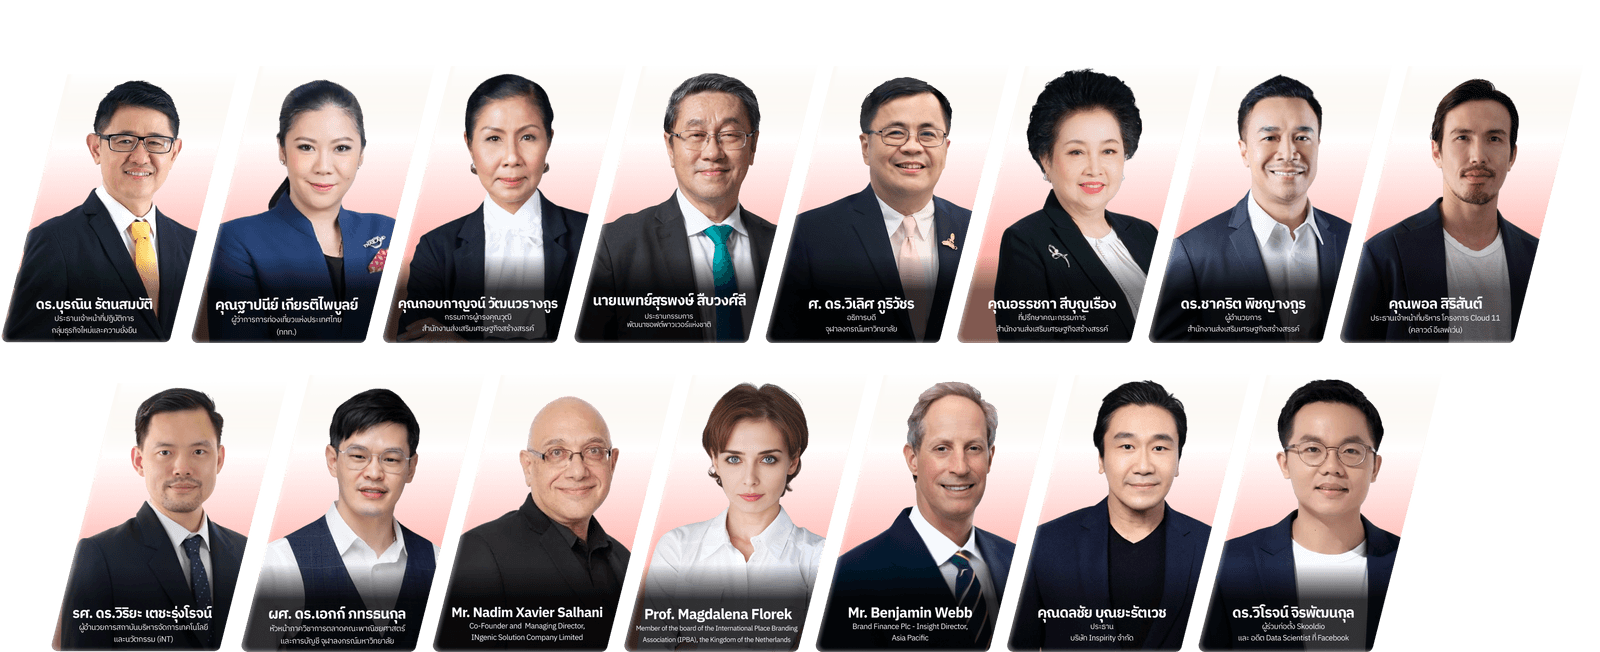 ดร.บุรณิน รัตนสมบัติ
ประธานเจ้าหน้าที่ปฏิบัติการ
กลุ่มธุรกิจใหม่และความยั่งยืน
คุณฐาปนีย์ เกียรติไพบูลย์
ผู้ว่าการการท่องเที่ยวแห่งประเทศไทย
(ททท.)
คุณกอบกาญจน์ วัฒนวรางกูร
กรรมการผู้ทรงคุณวุฒิ
สำนักงานส่งเสริมเศรษฐกิจสร้างสรรค์
นายแพทย์สุรพงษ์ สืบวงศ์ลี
ประธานกรรมการ
พัฒนาซอฟต์พาวเวอร์แห่งชาติ
ศ. ดร.วิเลิศ ภูริวัชร
อธิการบดี
จุฬาลงกรณ์มหาวิทยาลัย
คุณอรรชกา สีบุญเรือง
ที่ปรึกษาคณะกรรมการ
สำนักงานส่งเสริมเศรษฐกิจสร้างสรรค์
ดร.ชาคริต พิชญางกูร
ผู้อำนวยการ
สำนักงานส่งเสริมเศรษฐกิจสร้างสรรค์
คุณพอล สิริสันต์
ประธานเจ้าหน้าที่บริหาร โครงการ Cloud 11
(คลาวด์ อีเลฟเว่น)
รศ. ดร.วิริยะ เตชะรุ่งโรจน์
ผู้อำนวยการสถาบันบริหารจัดการเทคโนโลยี
และนวัตกรรม (iNT)
ผศ. ดร.เอกก์ ภทรธนกุล
หัวหน้าภาควิชาการตลาดคณะพาณิชยศาสตร์
และการบัญชี จุฬาลงกรณ์มหาวิทยาลัย
Mr. Nadim Xavier Salhani
Co-Founder and Managing Director,
INgenic Solution Company Limited
Prof. Magdalena Florek
Member of the board of the International Place Branding
Association (IPBA), the Kingdom of the Netherlands
Mr. Benjamin Webb
Brand Finance Plc - Insight Director,
Asia Pacific
คุณดลชัย บุณยะรัตเวช
ประธาน
บริษัท Inspirity จำกัด
ดร.วิโรจน์ จิรพัฒนกุล
ผู้ร่วมก่อตั้ง Skooldio
และ อดีต Data Scientist ที่ Facebook